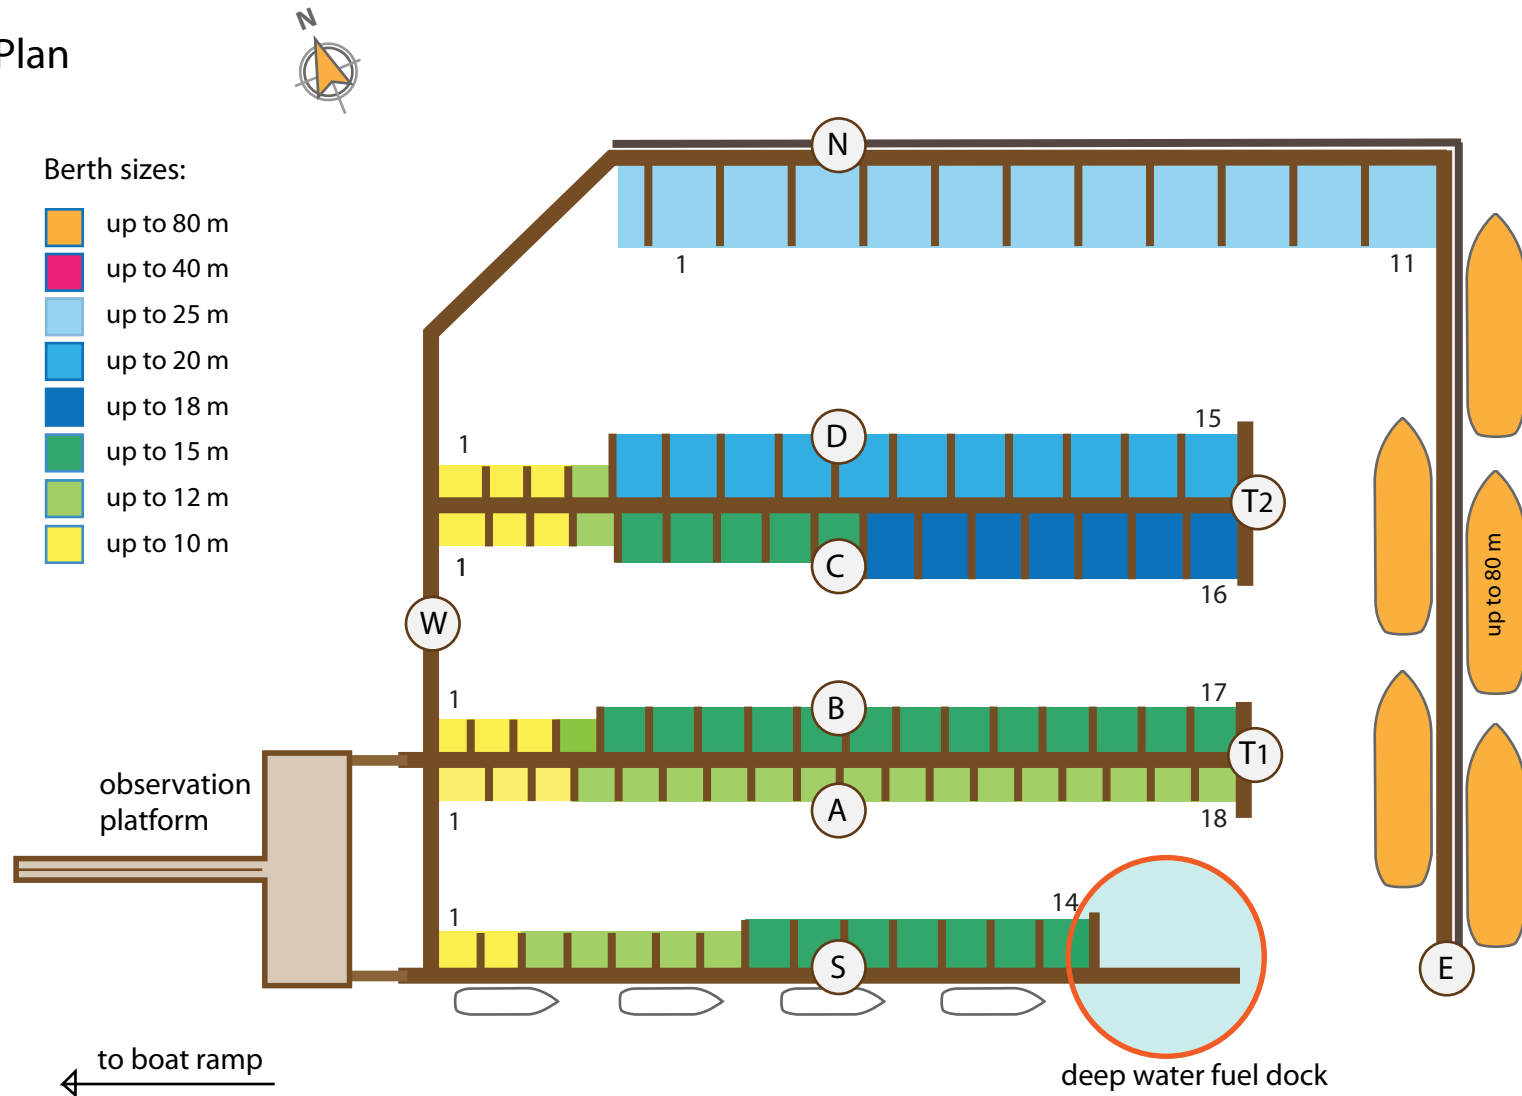 N
Plan
Berth sizes:
up to 80 m
up to 40 m
up to 25 m
up to 20 m
up to 18 m
up to 15 m
up to 12 m
up to 10 m
N
1
11
1
D
15
T2
1
C
16
W
up to 80 m
1
B
17
T1
1
A
18
observation
platform
1
14
S
E
to boat ramp
deep water fuel dock